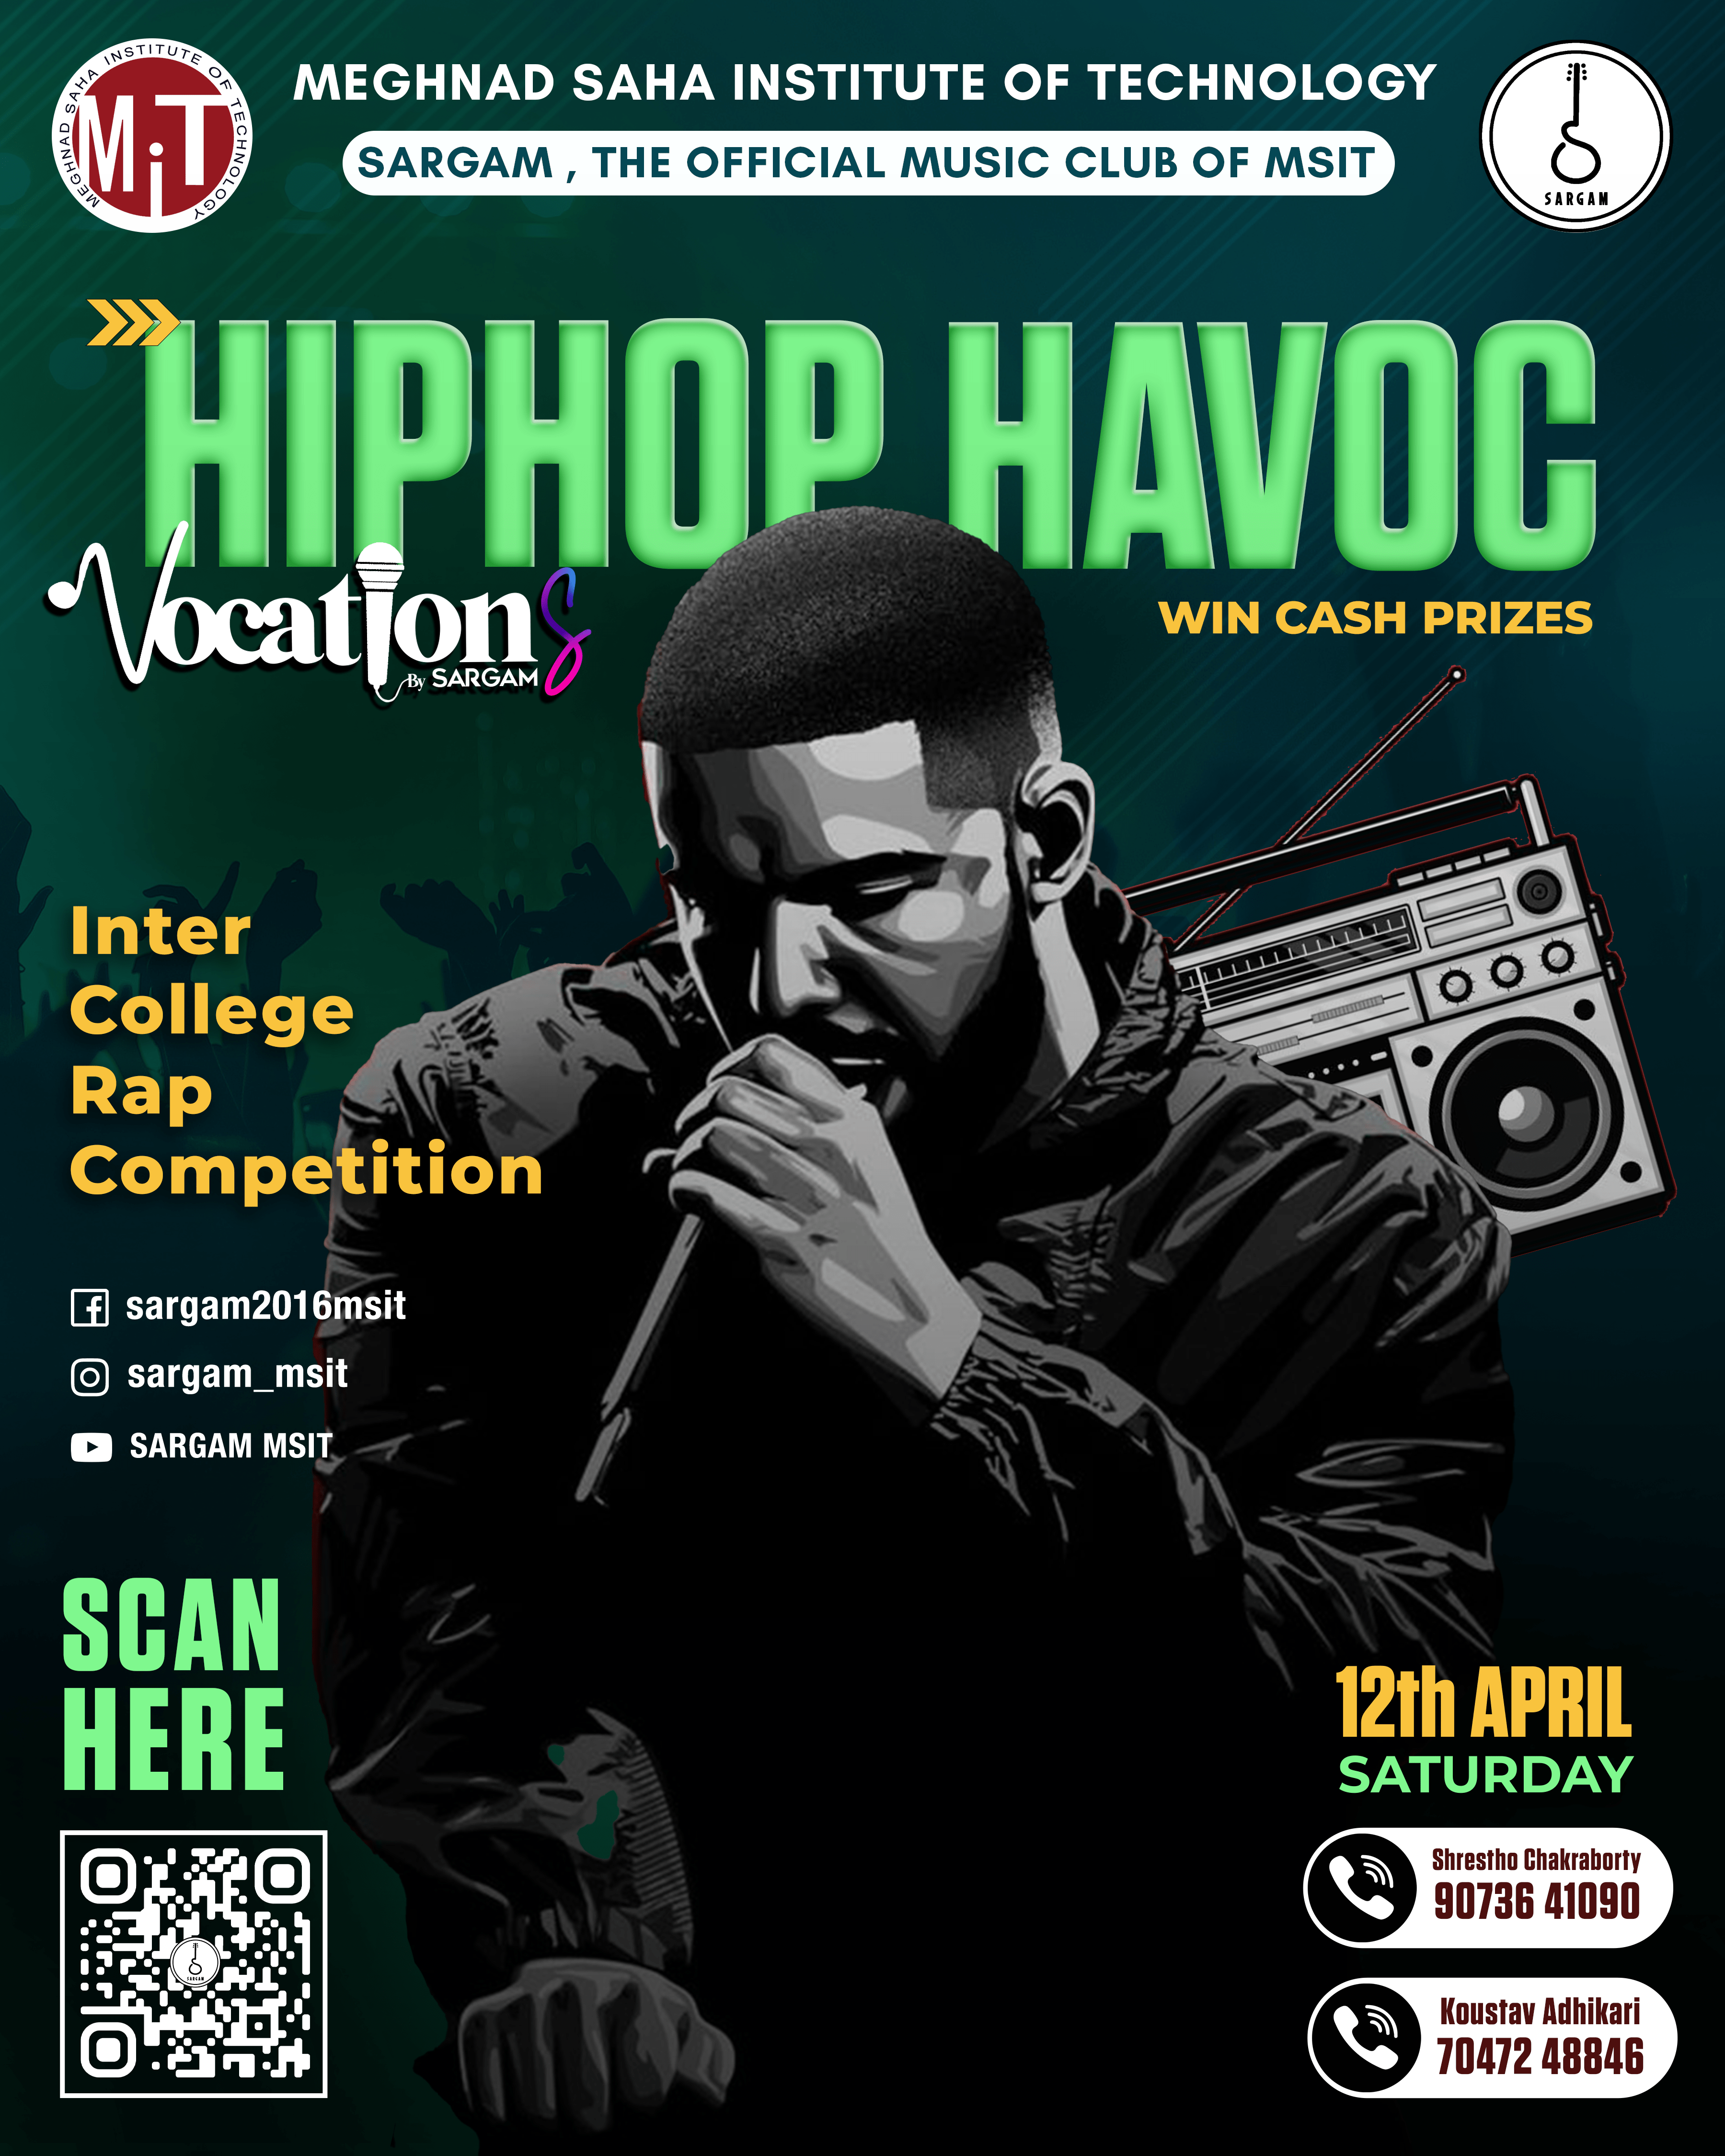 MEGHNAD SAHA INSTITUTE OF TECHNOLOGY
MiT
MEGHNAD SAHA INSTITUTE OF TECHNOLOGY
SARGAM , THE OFFICIAL MUSIC CLUB OF MSIT
SARGAM
HIPHOP HAVOC
Vocations
By SARGAM
WIN CASH PRIZES
Inter
College
Rap
Competition
sargam2016msit
sargam_msit
SARGAM MSIT
SCAN
HERE
SARGAM
12th APRIL
SATURDAY
Shrestho Chakraborty
90736 41090
Koustav Adhikari
70472 48846